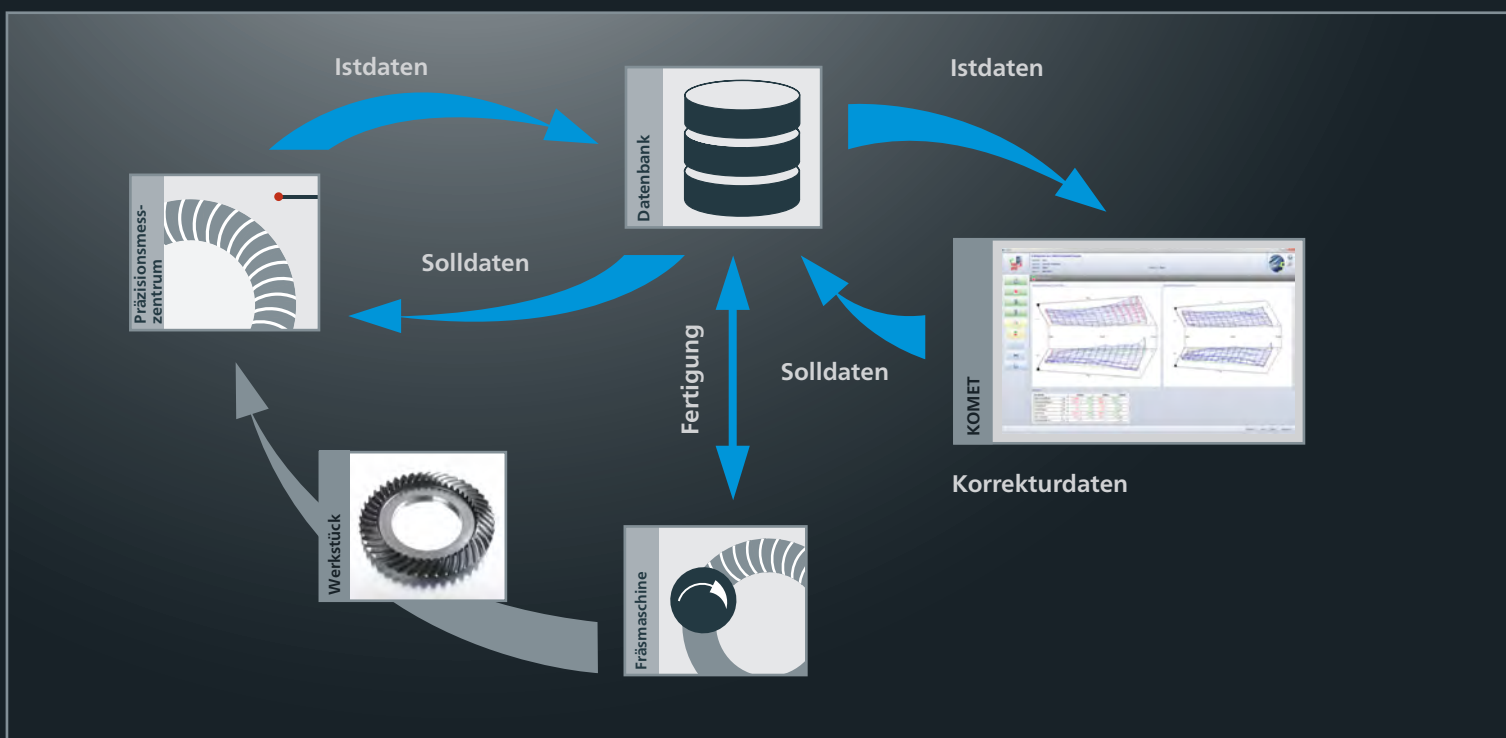 Istdaten
Istdaten
Datenbank
Präzisionsmess-
zentrum
Solldaten
Fertigung
Solldaten
KOMET
Korrekturdaten
Werkstück
Fräsmaschine